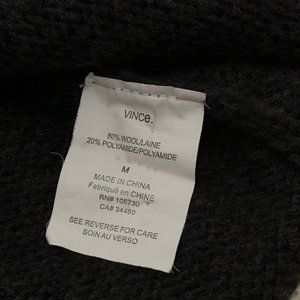 VINCE.
80% WOOL/LAINE
20% POLYAMIDE/POLYAMIDE
M
MADE IN CHINA
Fabriqué en CHINE
RN# 106730
CA# 34460
SEE REVERSE FOR CARE
SOIN AU VERSO